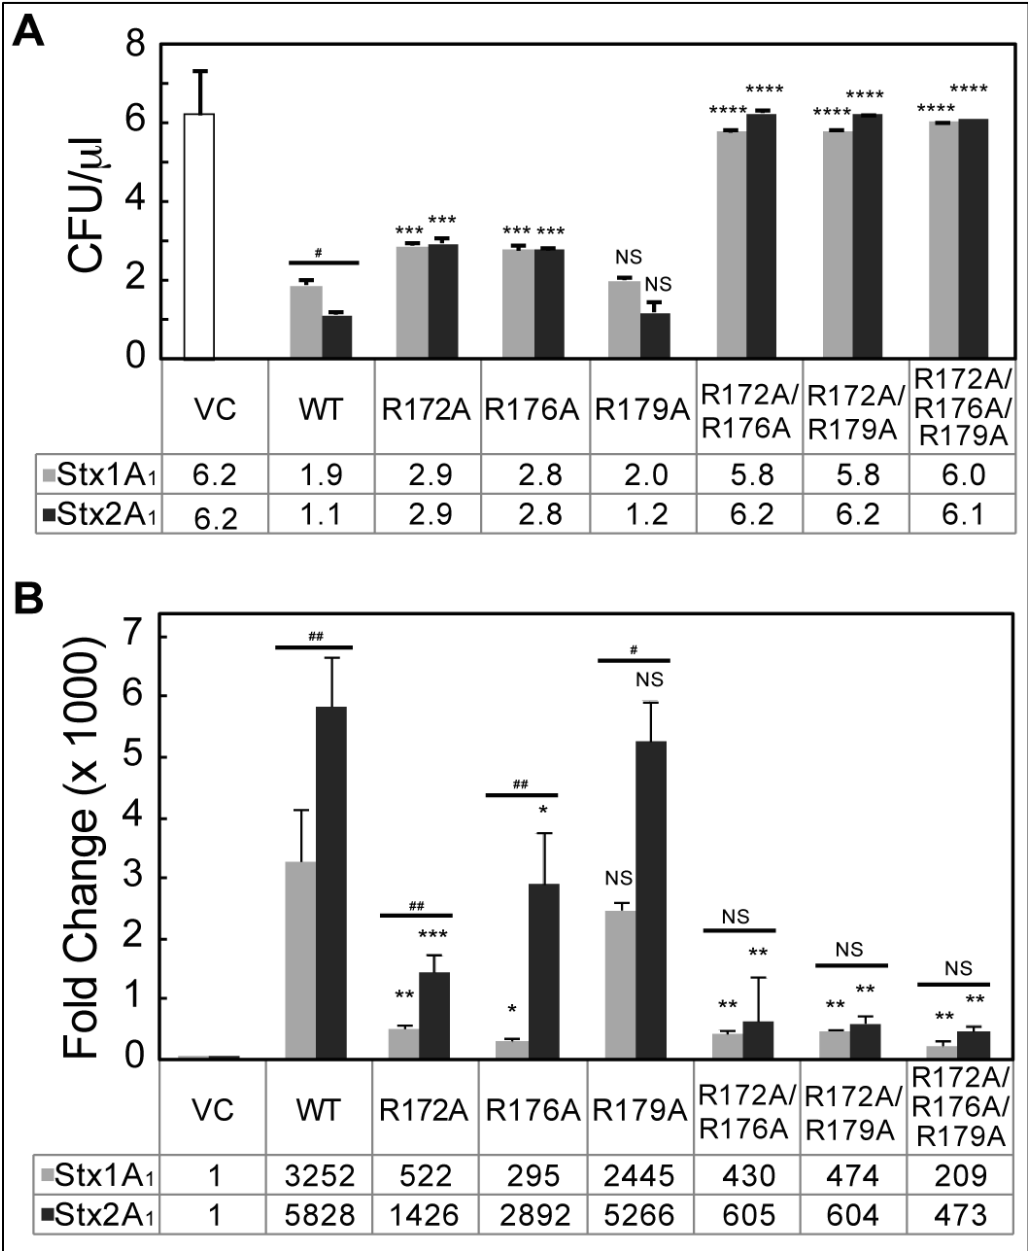 A
CFU/µl
8
6
4
2
0
#
*** ***
*** ***
NS
NS
**** ****
**** ****
**** ****
VC WT R172A R176A R179A R172A/ R172A/ R172A/
R176A R179A R176A/
R179A
Stx1A1 6.2 1.9 2.9 2.8 2.0 5.8 5.8 6.0
Stx2A1 6.2 1.1 2.9 2.8 1.2 6.2 6.2 6.1
B
Fold Change (x 1000)
7
6
5
4
3
2
1
0
##
##
** ***
##
* *
#
NS NS
NS
** **
NS
** **
NS
** **
VC WT R172A R176A R179A R172A/ R172A/ R172A/
R176A R179A R176A/
R179A
Stx1A1 1 3252 522 295 2445 430 474 209
Stx2A1 1 5828 1426 2892 5266 605 604 473